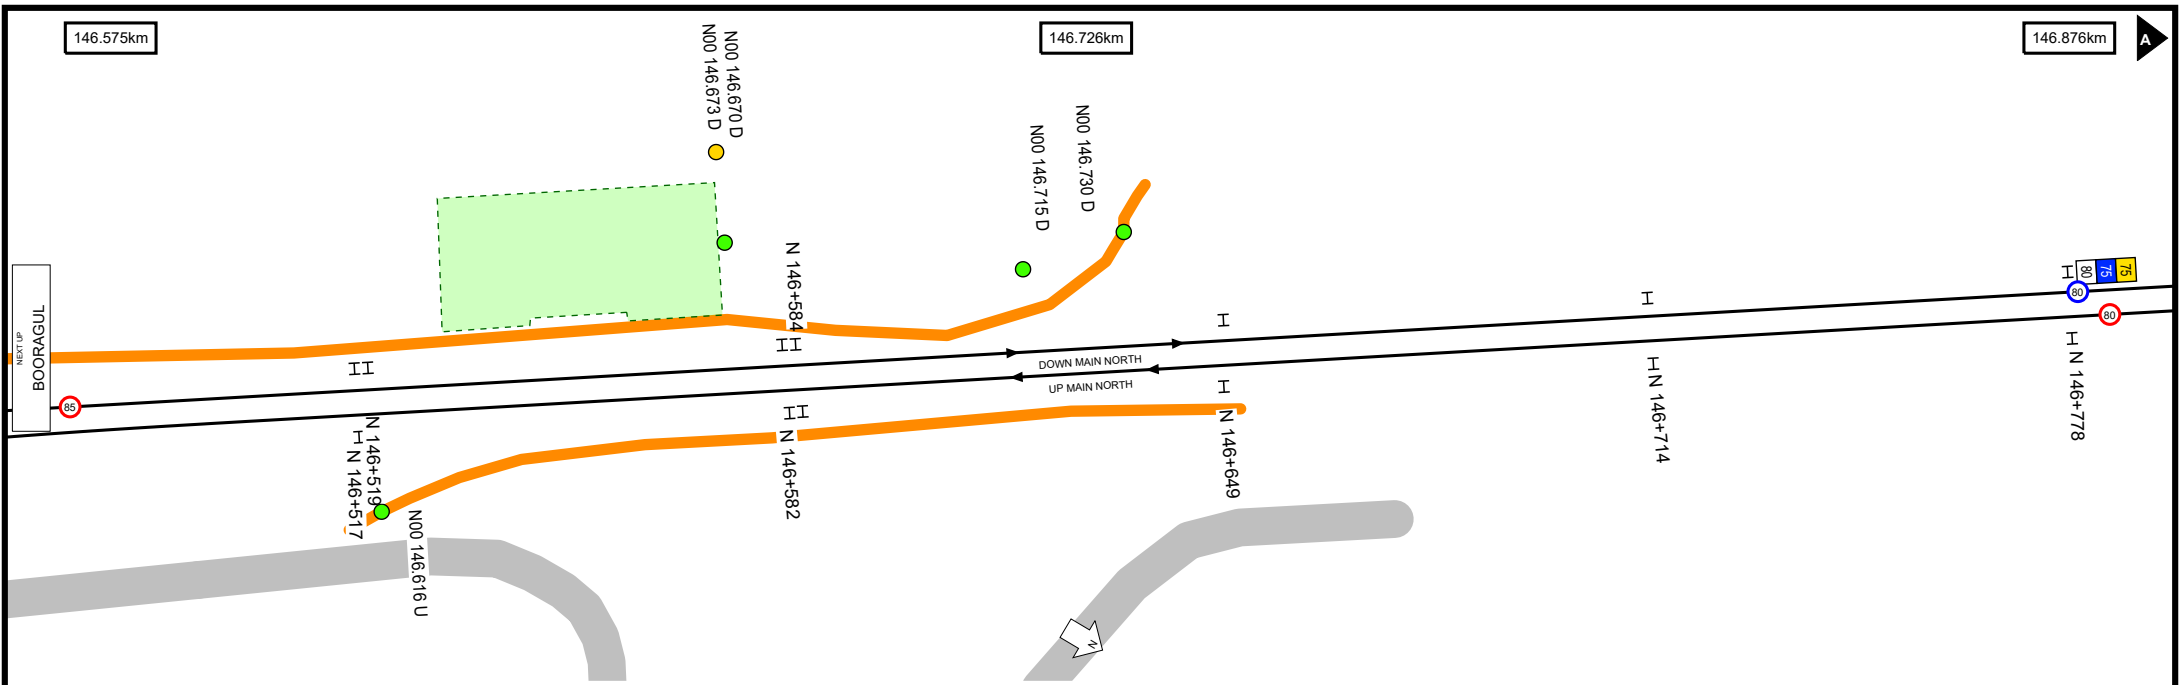 146.575km
146.726km
146.876km
A
N00 146.670 D
N00 146.673 D
N00 146.715 D
N00 146.730 D
N 146+584
NEXT UP
BOORAGUL
85
DOWN MAIN NORTH
UP MAIN NORTH
80
75
75
80
80
N 146+519
N 146+517
N00 146.616 U
N 146+582
N 146+649
N 146+714
N 146+778
N